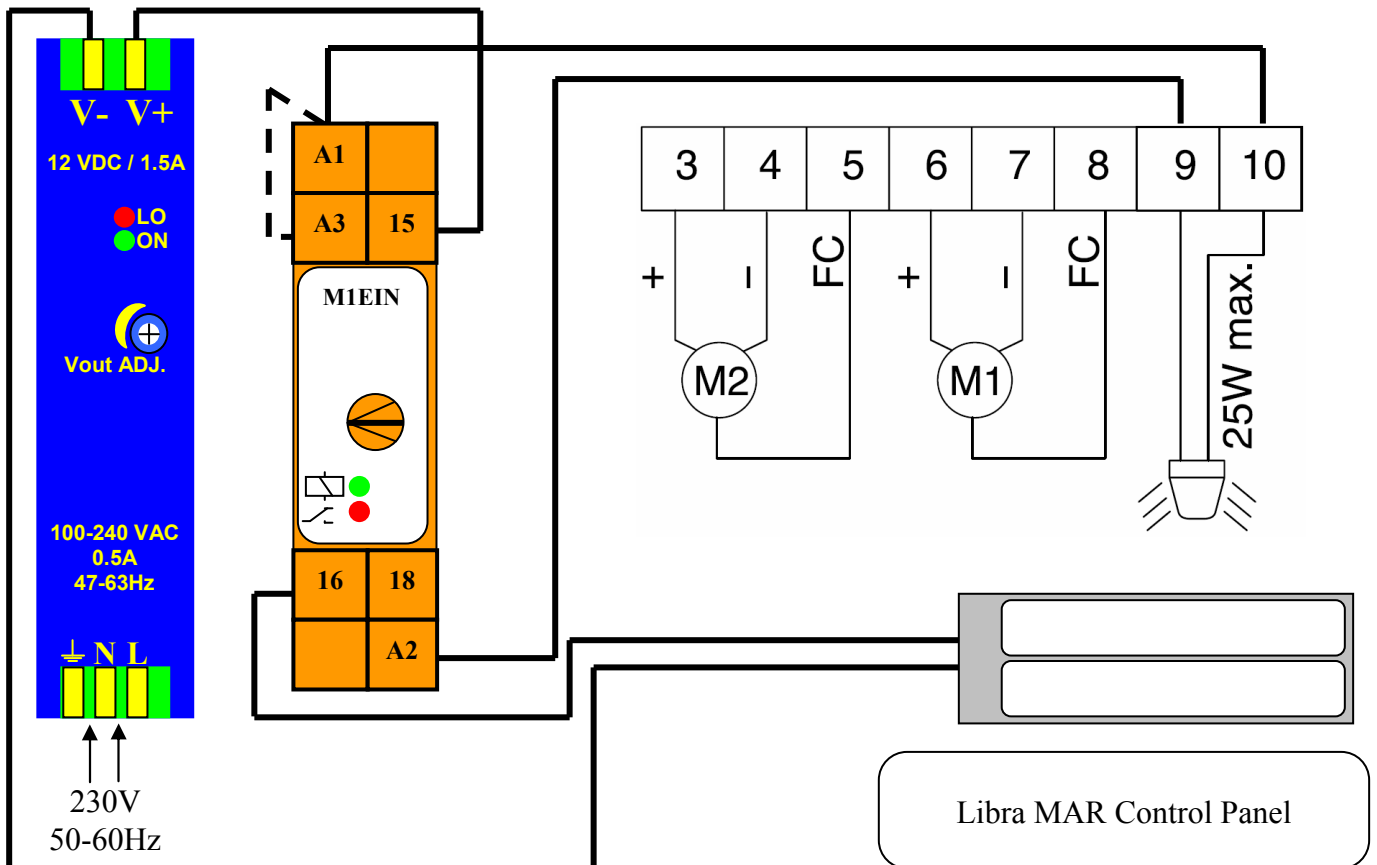 V- V+
12 VDC / 1.5A
LO
ON
Vout ADJ.
100-240 VAC
0.5A
47-63Hz
N L
230V
50-60Hz
A1
A3 15
M1EIN
16 18
A2
3 4 5 6 7 8 9 10
+ – FC + – FC 25W max.
M2 M1
Libra MAR Control Panel